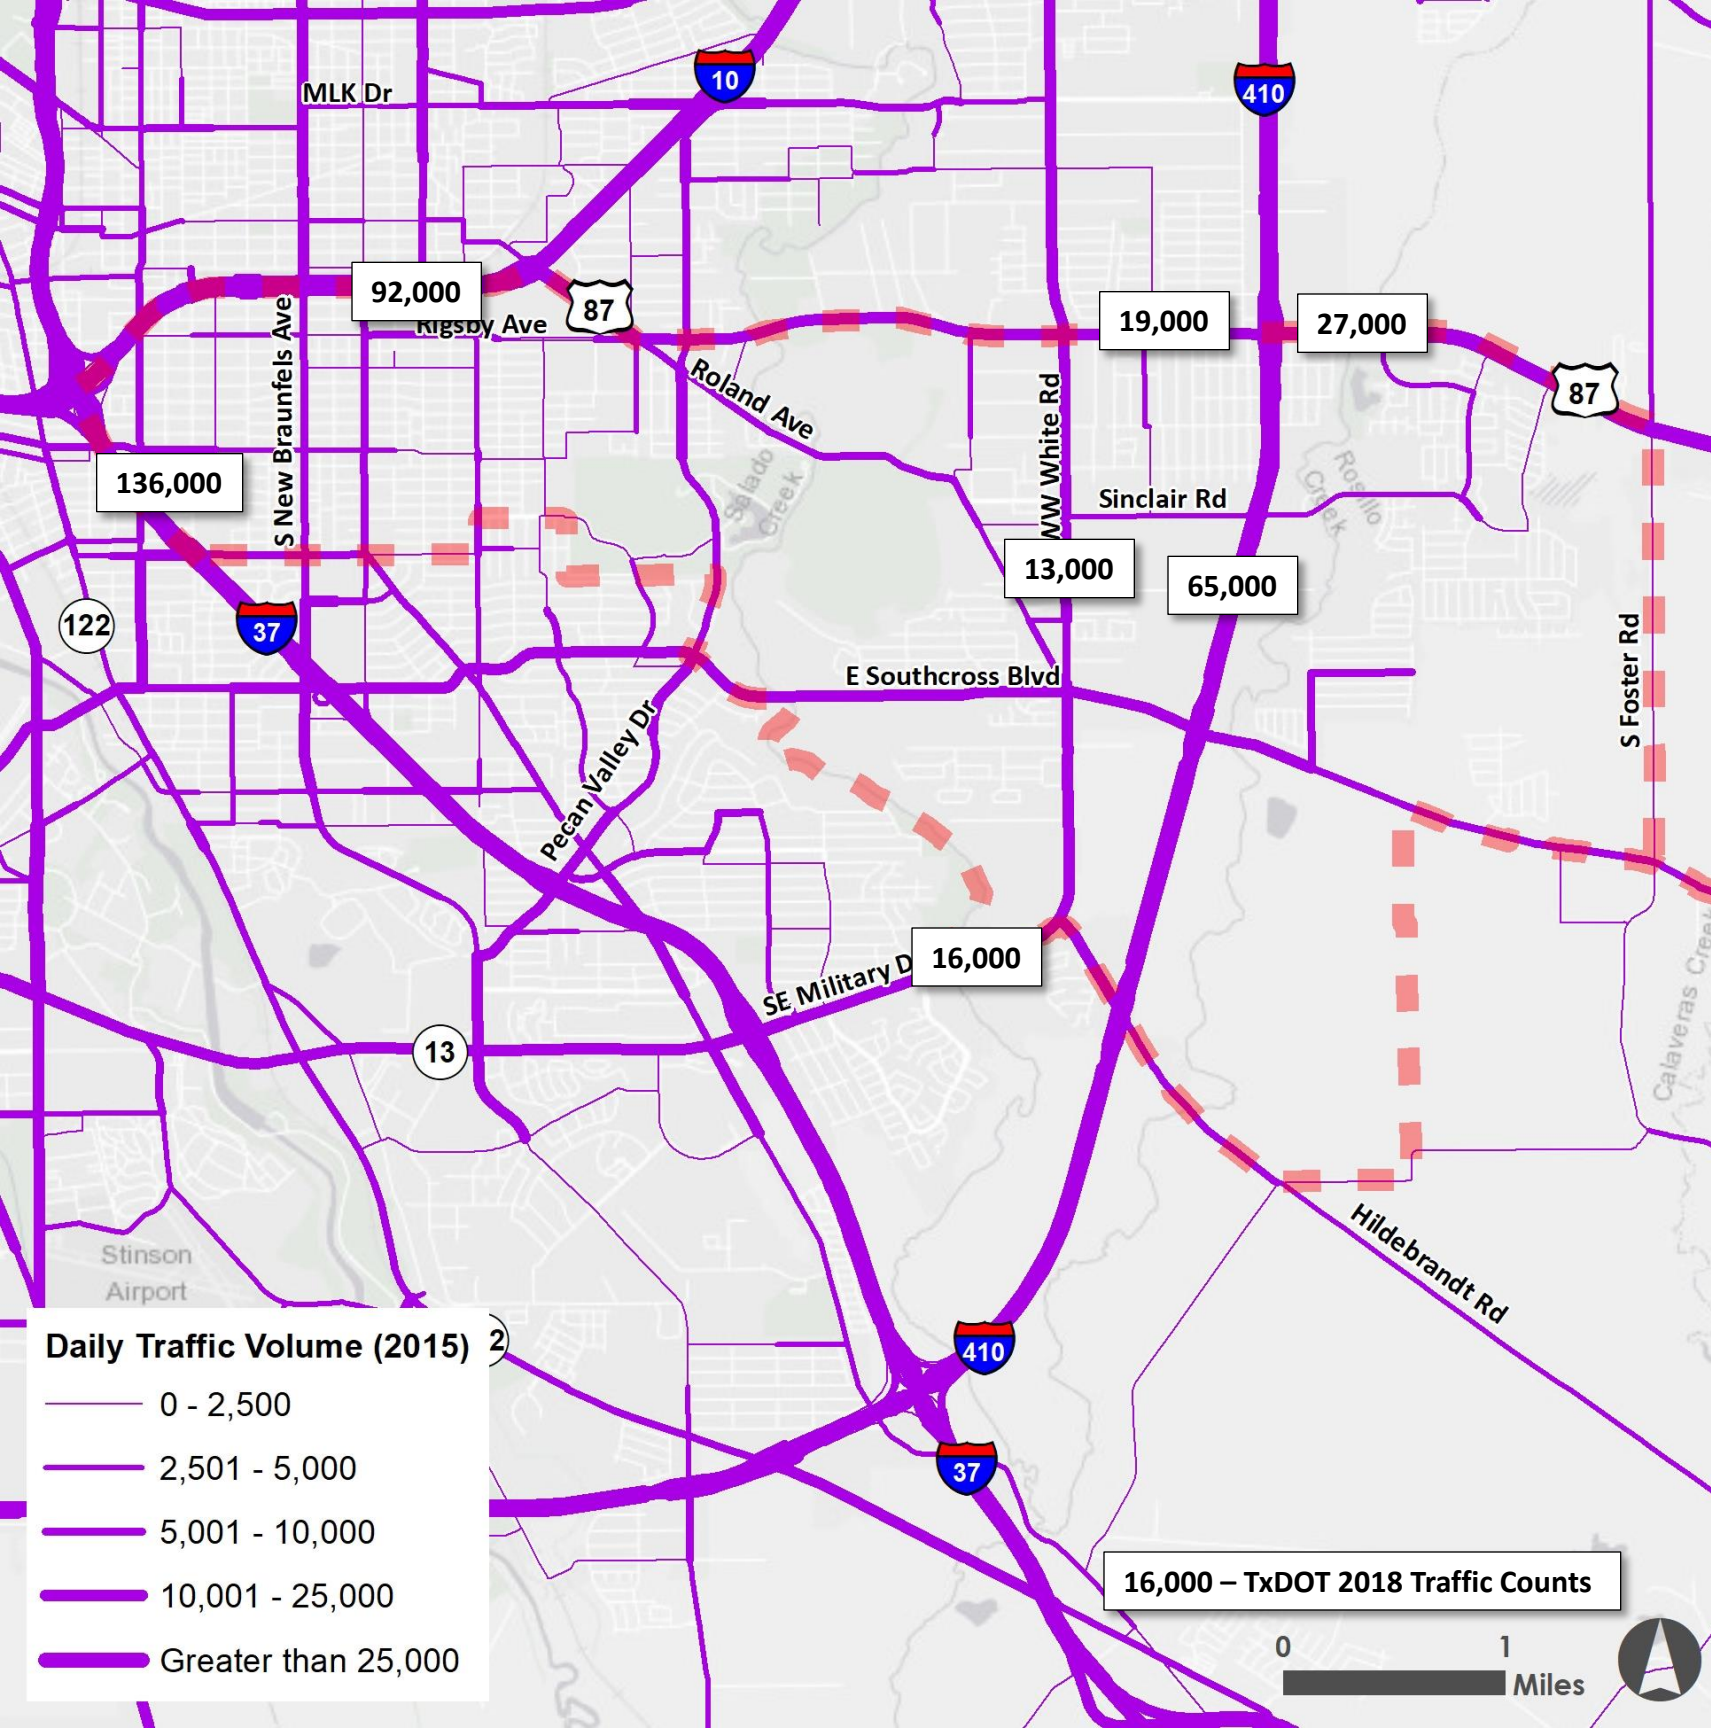 10
410
MLK Dr
92,000
87
Rigsby Ave
19,000
27,000
87
S New Braunfels Ave
Roland Ave
WW White Rd
136,000
Salado
Creek
Rosillo
Creek
Sinclair Rd
13,000
65,000
122
37
S Foster Rd
E Southcross Blvd
Pecan Valley Dr
SE Military D
16,000
13
Calaveras Creek
Hildebrandt Rd
Stinson
Airport
2
410
37
Daily Traffic Volume (2015)
0 - 2,500
2,501 - 5,000
5,001 - 10,000
10,001 - 25,000
Greater than 25,000
16,000 – TxDOT 2018 Traffic Counts
0 1
Miles